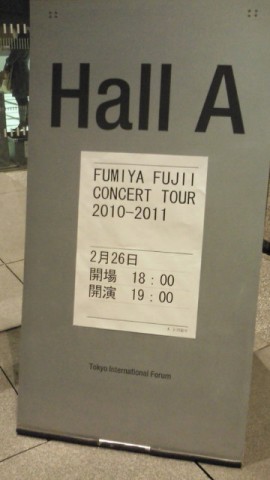 Hall A
FUMIYA FUJII
CONCERT TOUR
2010-2011
2月26日
開場 18:00
開演 19:00
Tokyo International Forum